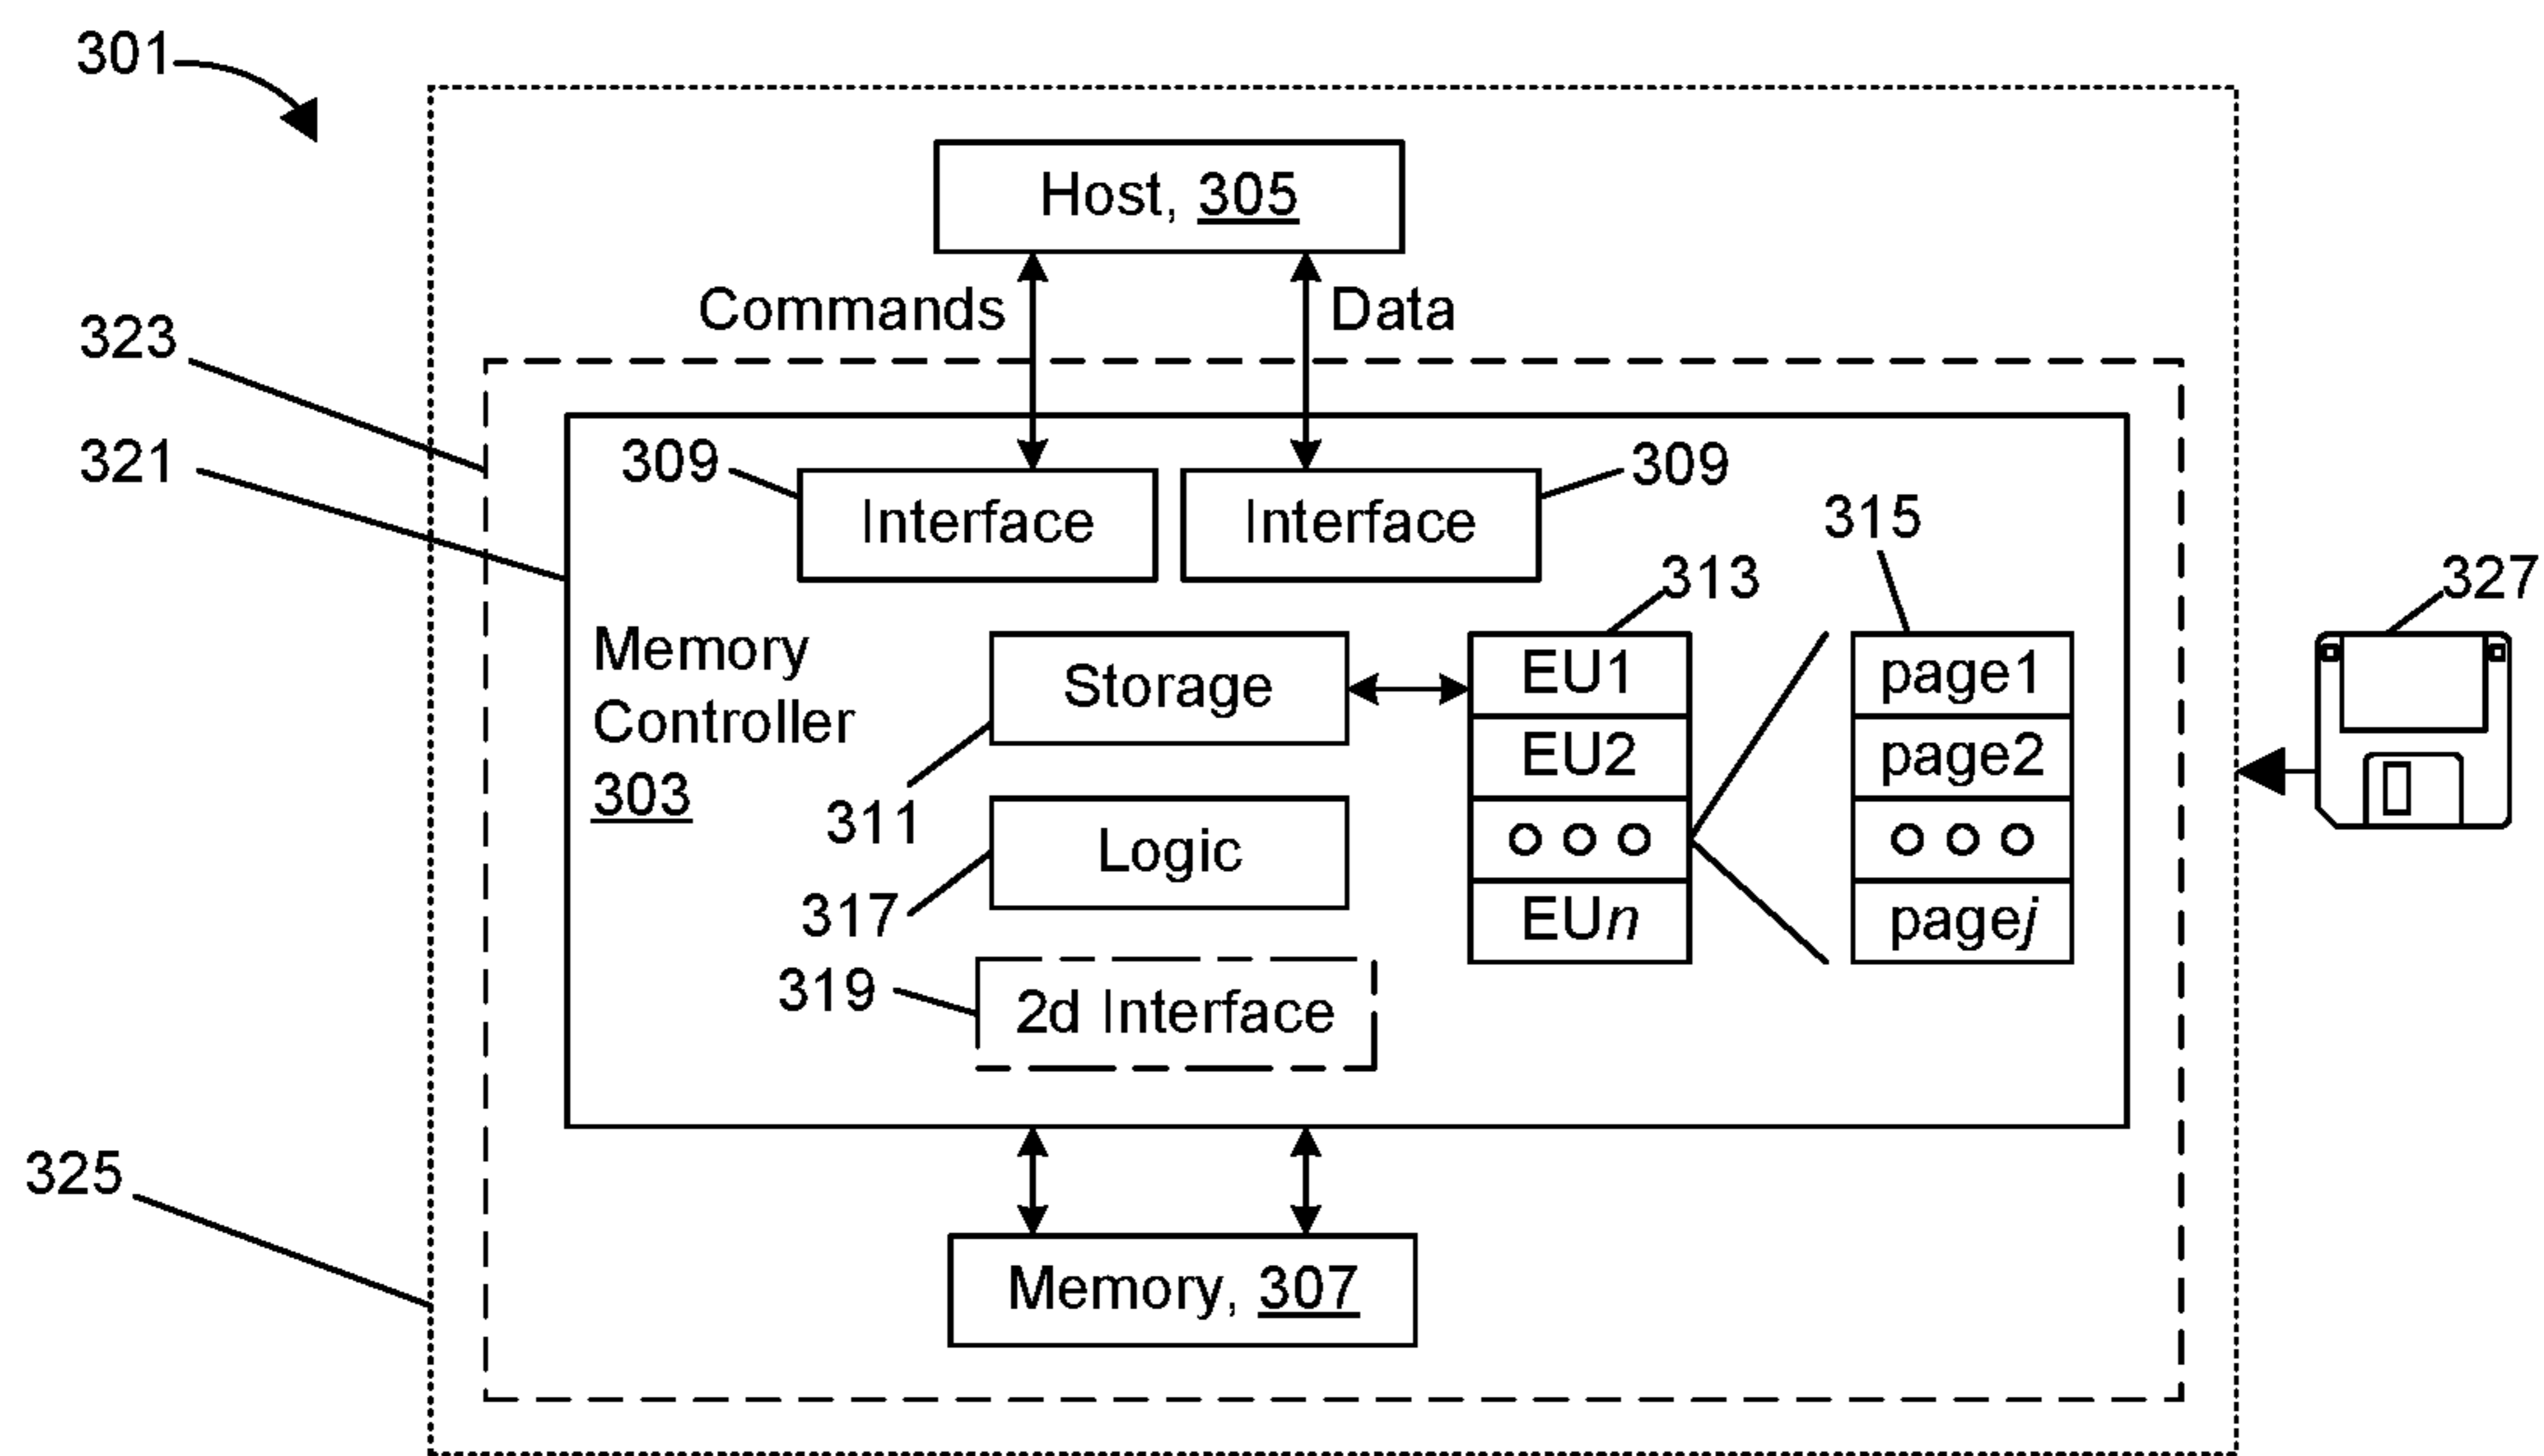 301
Host, 305
Commands
Data
323
321
309
Interface
Interface
309
315
313
327
Memory
Controller
303
Storage
311
Logic
317
EU1
EU2
EUn
page1
page2
pagej
319
2d Interface
325
Memory, 307